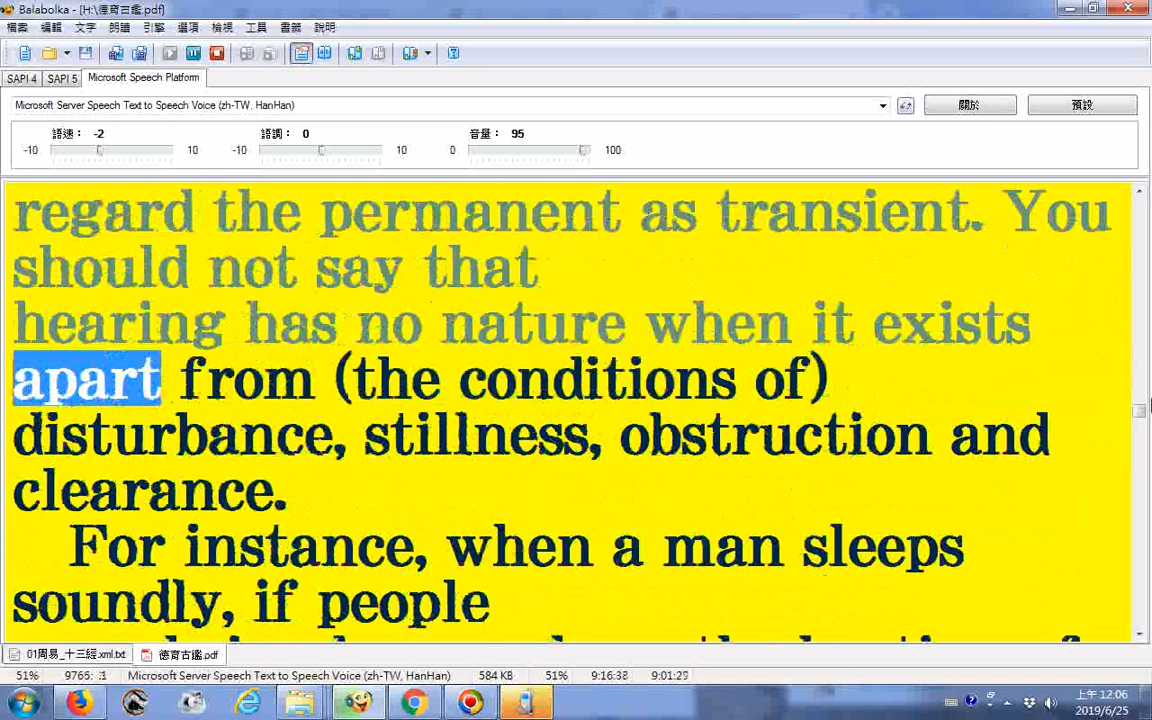 Balabolka - [H:\德育古鑑.pdf]
檔案 編輯 文字 朗讀 引擎 選項 檢視 工具 書籤 說明
SAPI 4 SAPI 5 Microsoft Speech Platform
Microsoft Server Speech Text to Speech Voice (zh-TW, HanHan) 關於 預設
語速： -2 語調： 0 音量： 95
-10 10 -10 10 0 100
regard the permanent as transient. You
should not say that
hearing has no nature when it exists
apart from (the conditions of)
disturbance, stillness, obstruction and
clearance.
For instance, when a man sleeps
soundly, if people
01周易_十三經.xml.txt 德育古鑑.pdf
51% 9765: :1 Microsoft Server Speech Text to Speech Voice (zh-TW, HanHan) 584 KB 51% 9:16:38 9:01:29
上午 12:06
2019/6/25